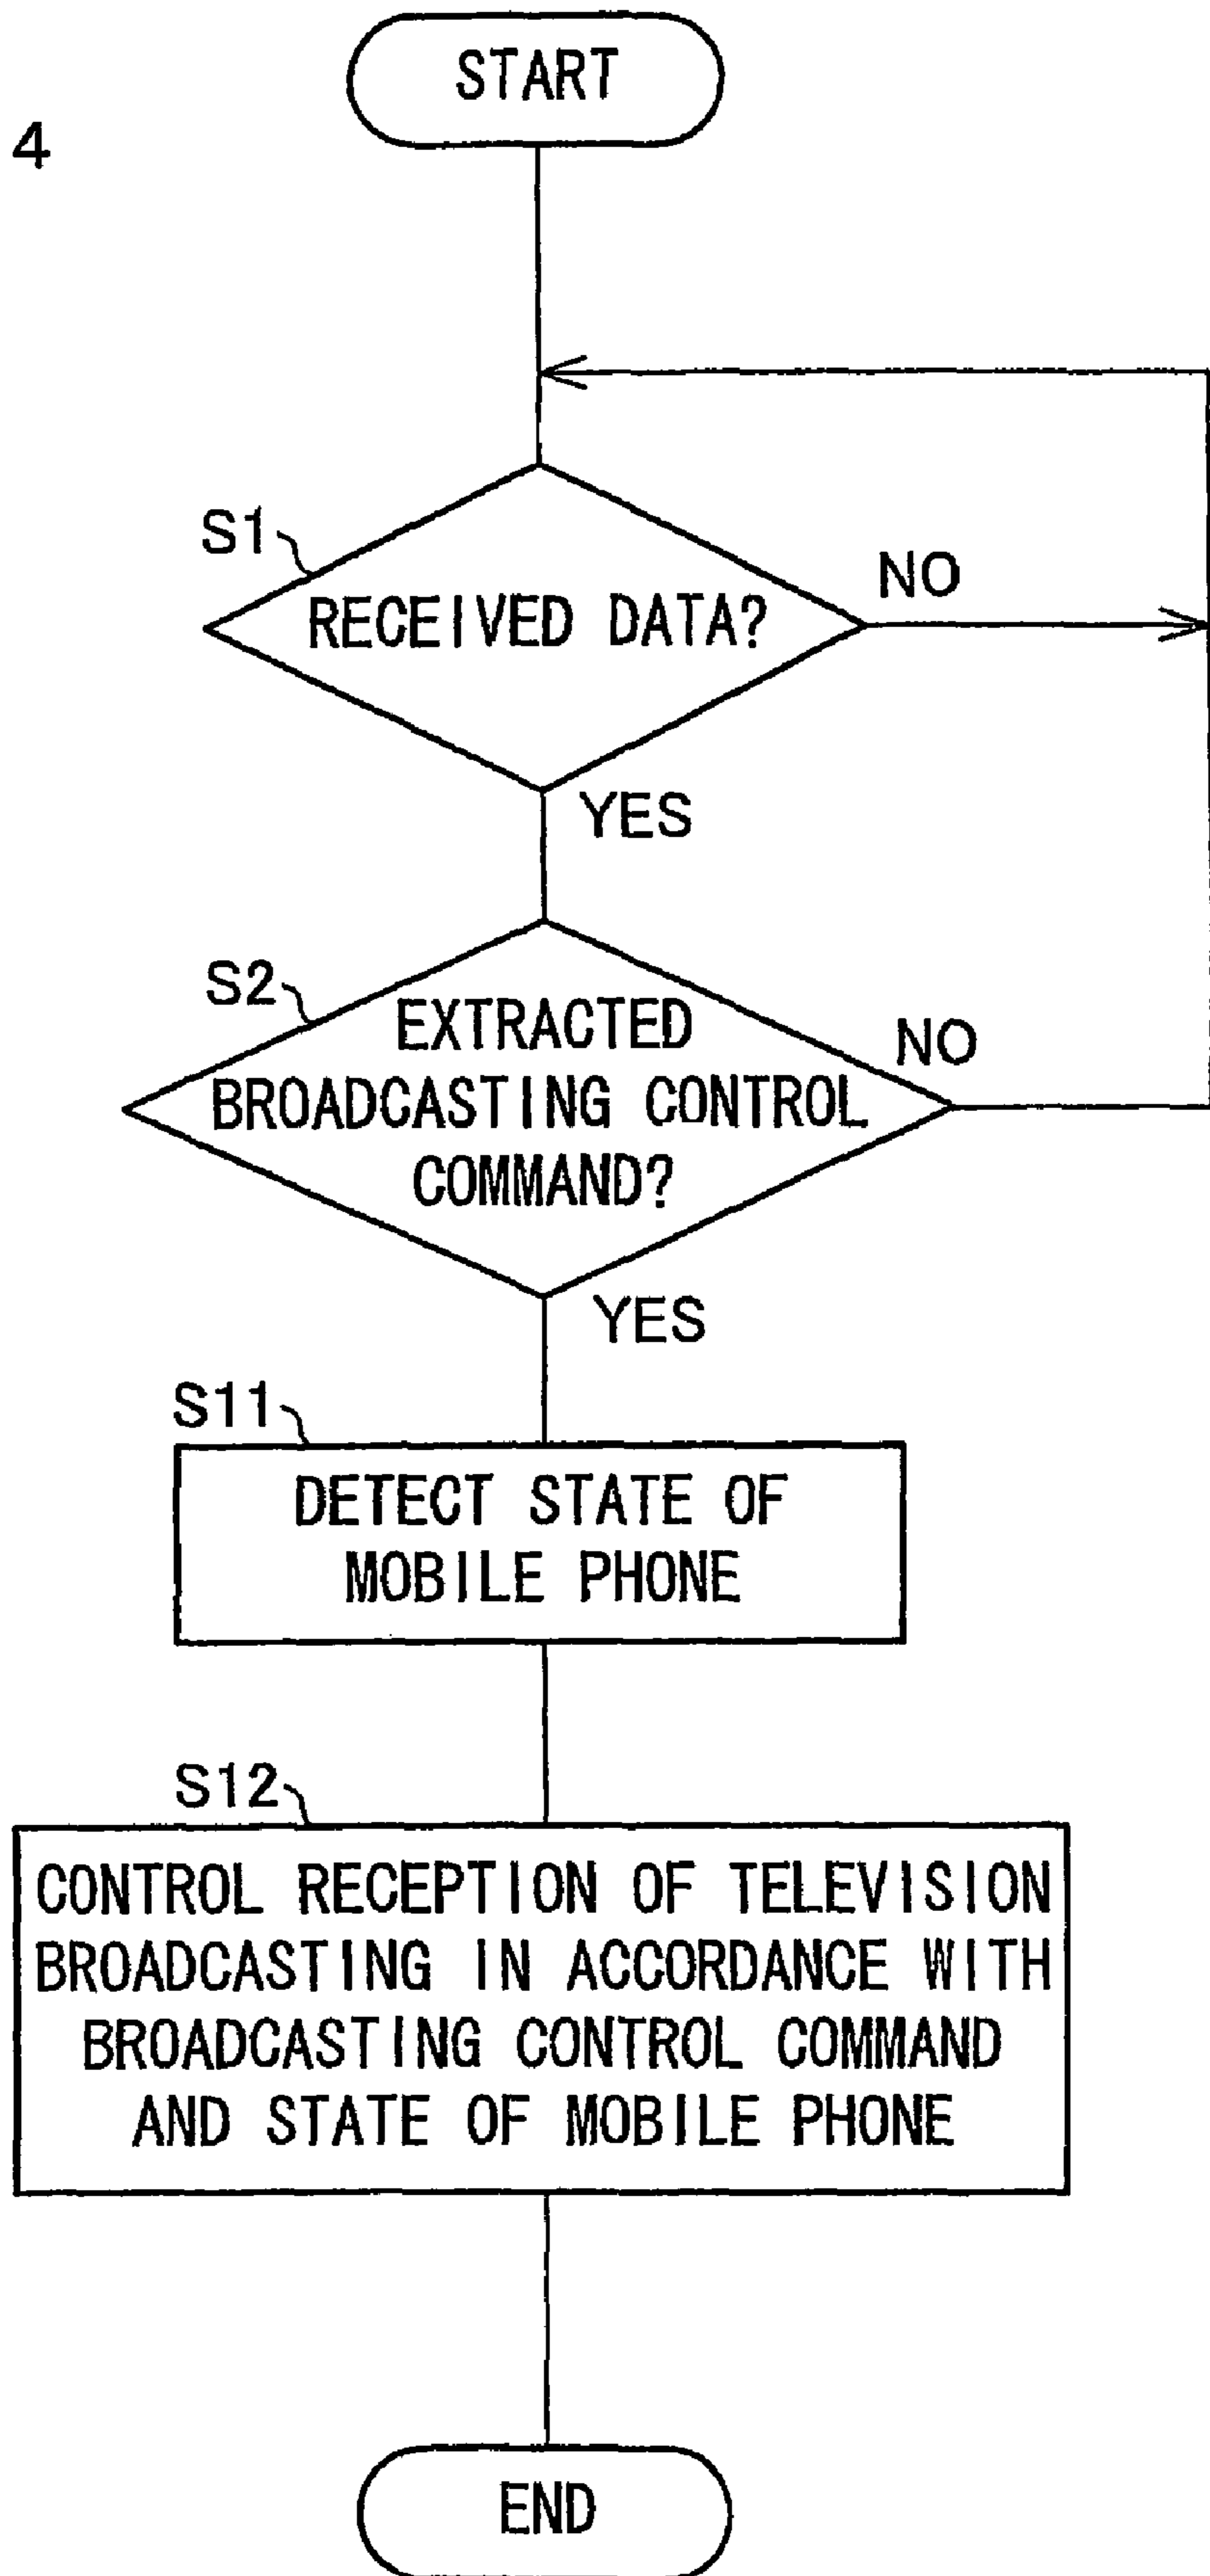 START
4
S1
RECEIVED DATA?
NO
YES
S2
EXTRACTED
BROADCASTING CONTROL
COMMAND?
NO
YES
S11
DETECT STATE OF
MOBILE PHONE
S12
CONTROL RECEPTION OF TELEVISION
BROADCASTING IN ACCORDANCE WITH
BROADCASTING CONTROL COMMAND
AND STATE OF MOBILE PHONE
END